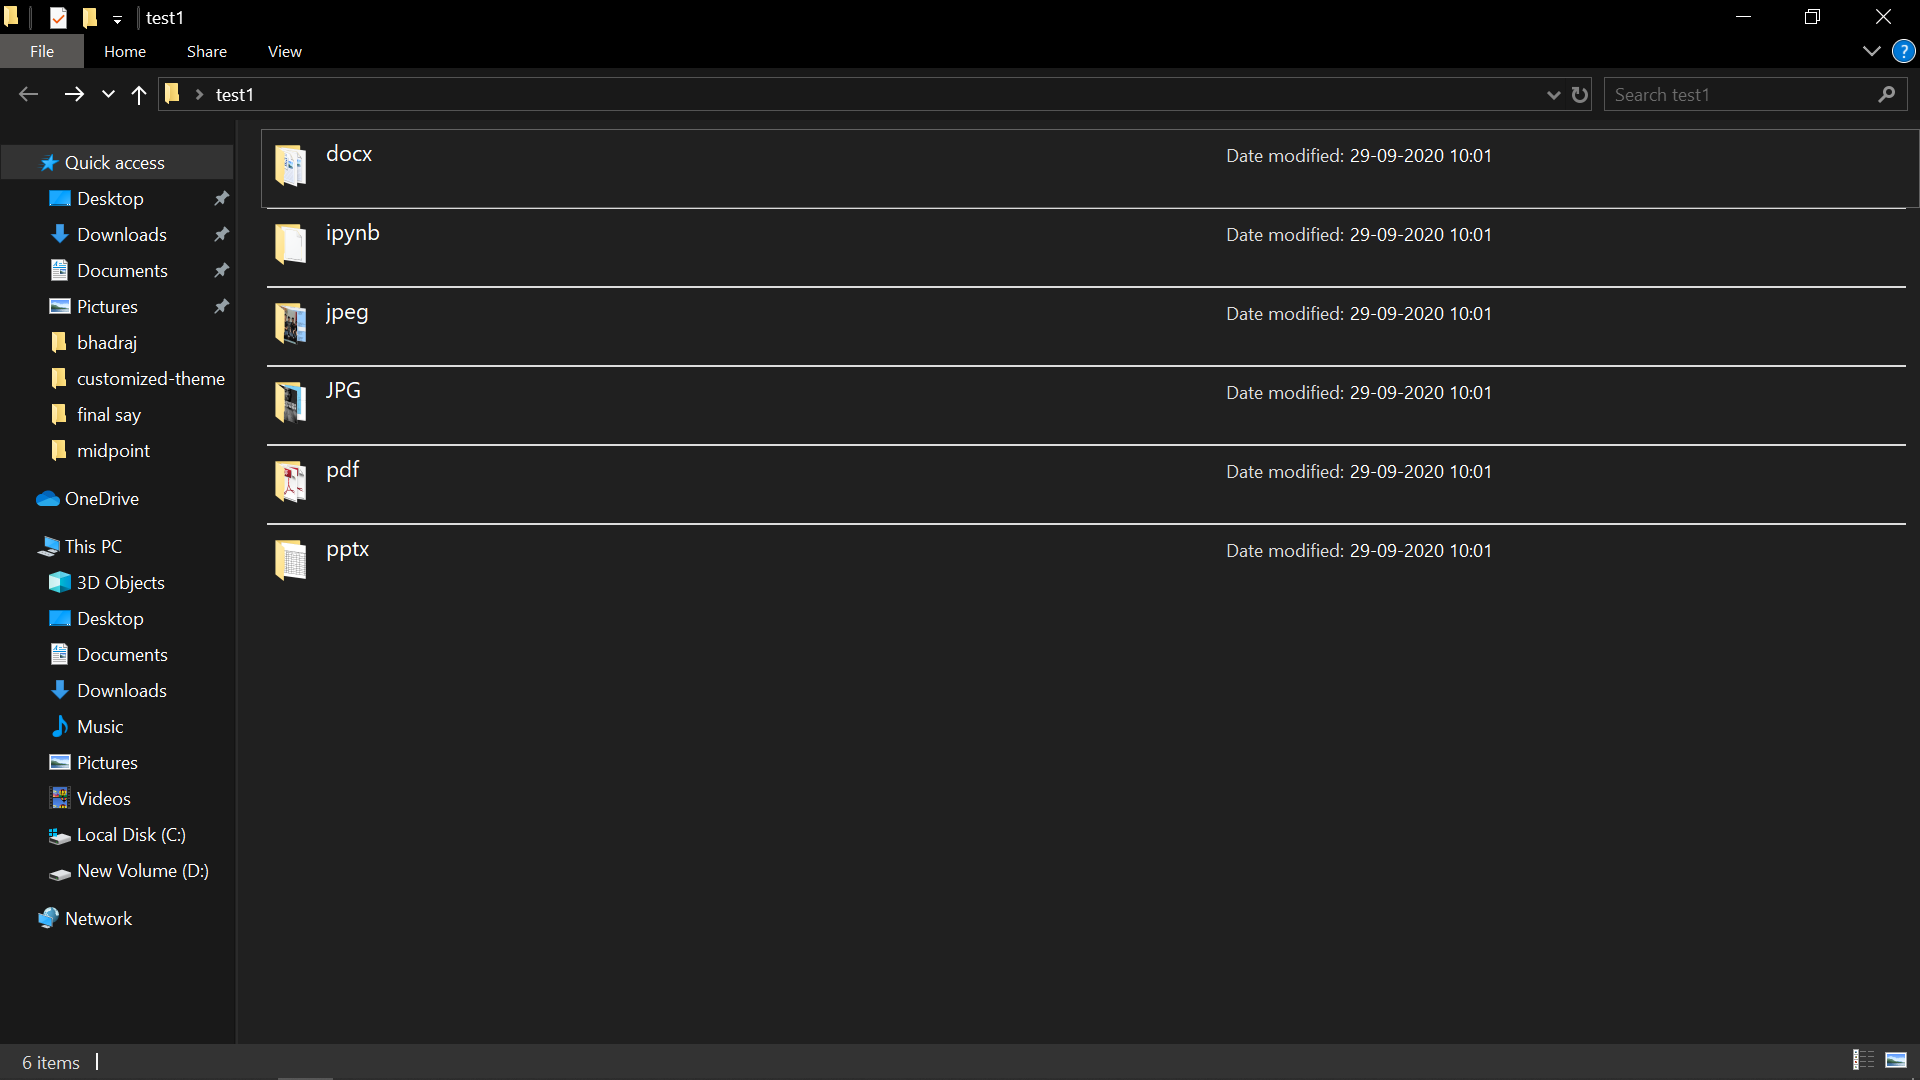 test1
File Home Share View
?
test1
Search test1
Quick access
Desktop
Downloads
Documents
Pictures
bhadraj
customized-theme
final say
midpoint
OneDrive
This PC
3D Objects
Desktop
Documents
Downloads
Music
Pictures
Videos
Local Disk (C:)
New Volume (D:)
Network
docx Date modified: 29-09-2020 10:01
ipynb Date modified: 29-09-2020 10:01
jpeg Date modified: 29-09-2020 10:01
JPG Date modified: 29-09-2020 10:01
pdf Date modified: 29-09-2020 10:01
pptx Date modified: 29-09-2020 10:01
6 items